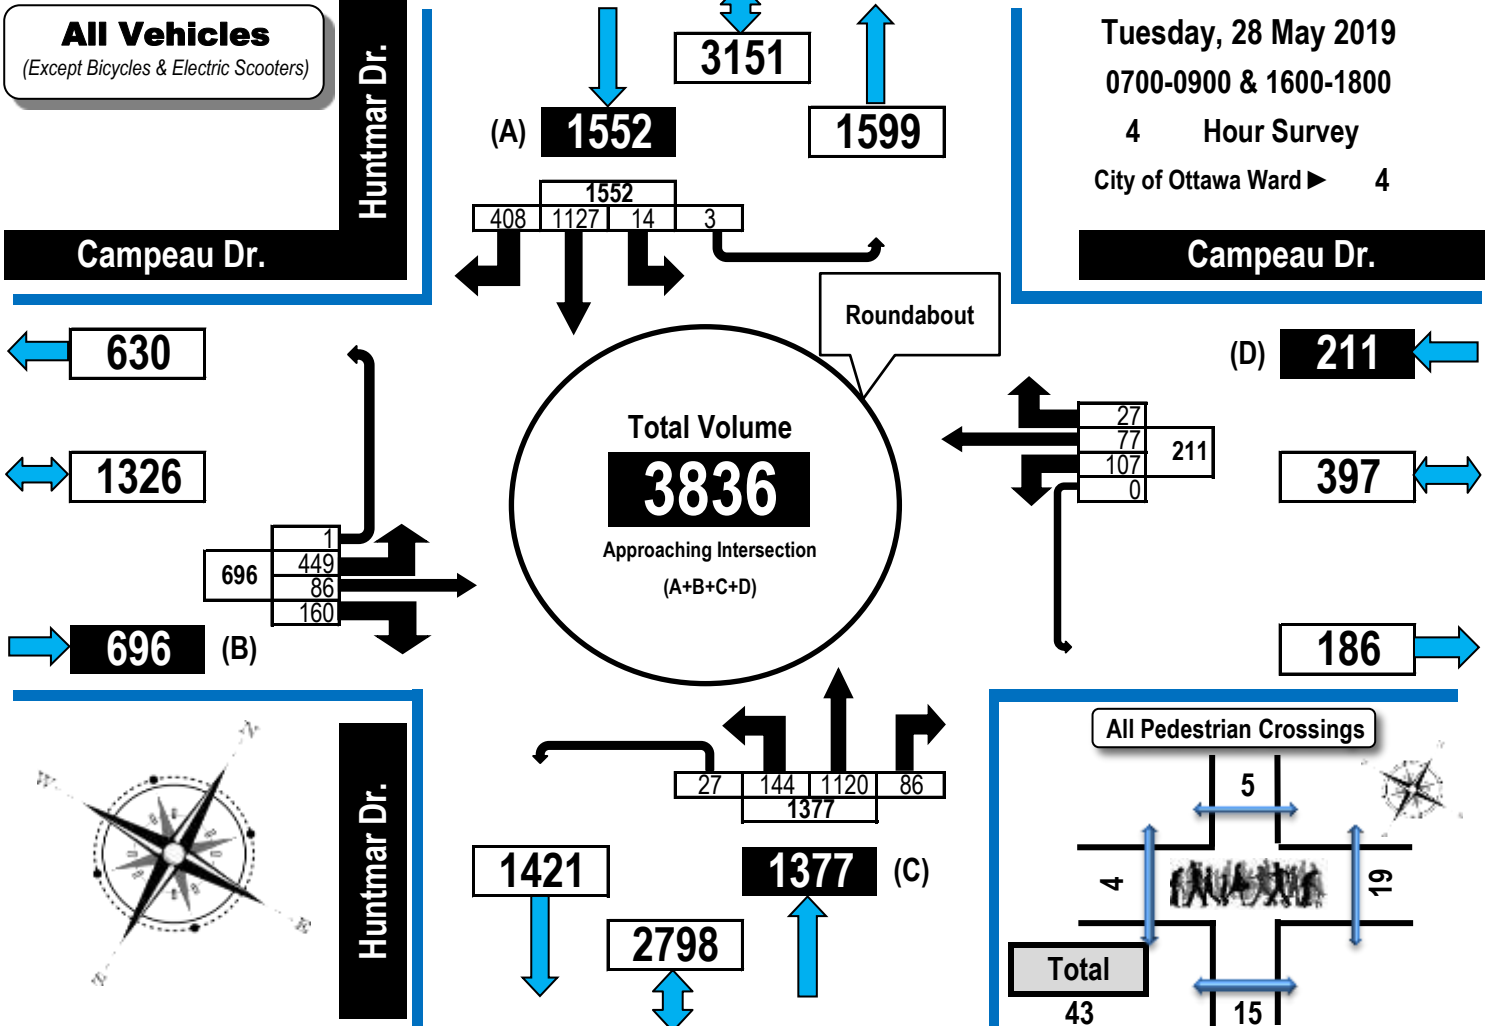 All Vehicles
(Except Bicycles & Electric Scooters)
Huntmar Dr.
Campeau Dr.
3151
(A) 1552
1599
1552
408 1127 14 3
Tuesday, 28 May 2019
0700-0900 & 1600-1800
4 Hour Survey
City of Ottawa Ward ► 4
Campeau Dr.
Roundabout
630
1326
1
449
86
160
696
696 (B)
Total Volume
3836
Approaching Intersection
(A+B+C+D)
(D) 211
27
77
107
0
211
397
186
N
W
E
S
Huntmar Dr.
27 144 1120 86
1377
1421
1377 (C)
2798
All Pedestrian Crossings
5
4
19
15
Total
43